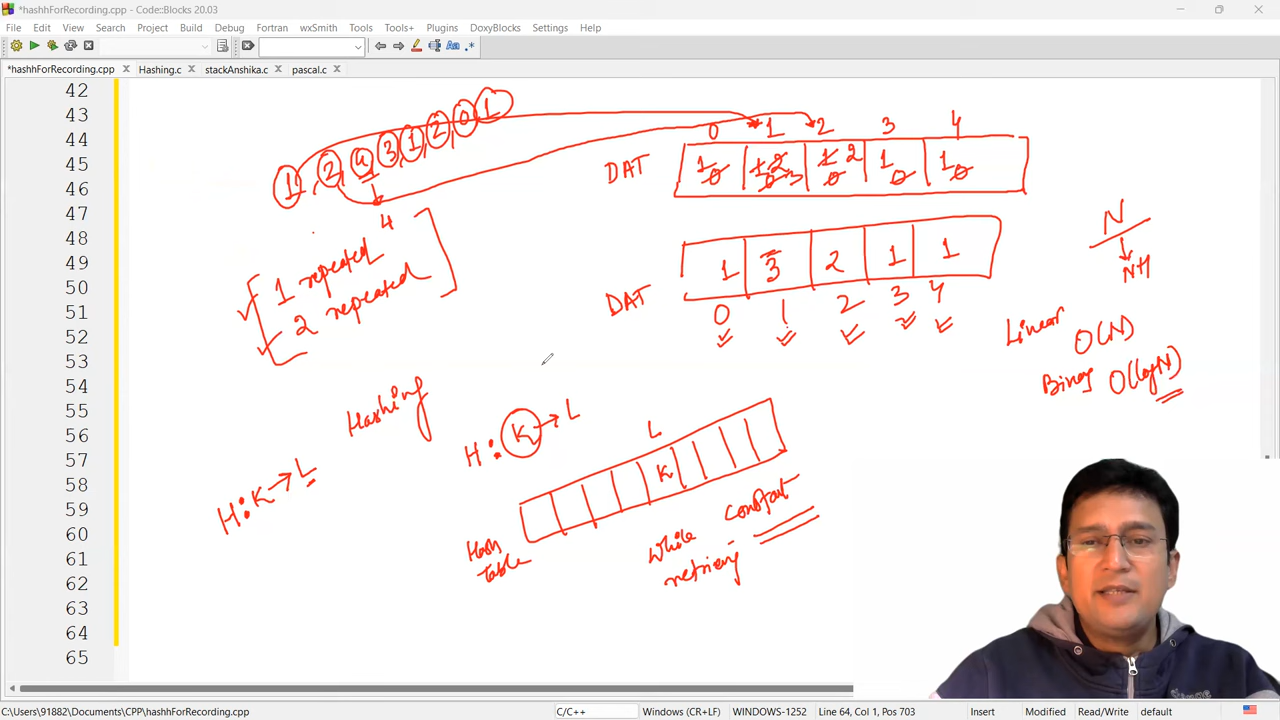 *hashhForRecording.cpp - Code::Blocks 20.03
File Edit View Search Project Build Debug Fortran wxSmith Tools Tools+ Plugins DoxyBlocks Settings Help
*hashhForRecording.cpp Hashing.c stackAnshika.c pascal.c
42
43
44
45
46
47
48
49
50
51
52
53
54
55
56
57
58
59
60
61
62
63
64
65
1, 2, 4, 3, 1, 2, 0, 1
4
1 repeated
2 repeated
0 1 2 3 4
DAT
DAT 1 3 2 1 1
0 1 2 3 4
N
NH
Linear O(N)
Binary O(log N)
Hashing
H: K → L
H: K → L
L
K
Hash Table
While retrieving
Constant
C:\Users\91882\Documents\CPP\hashhForRecording.cpp C/C++ Windows (CR+LF) WINDOWS-1252 Line 64, Col 1, Pos 703 Insert Modified Read/Write default